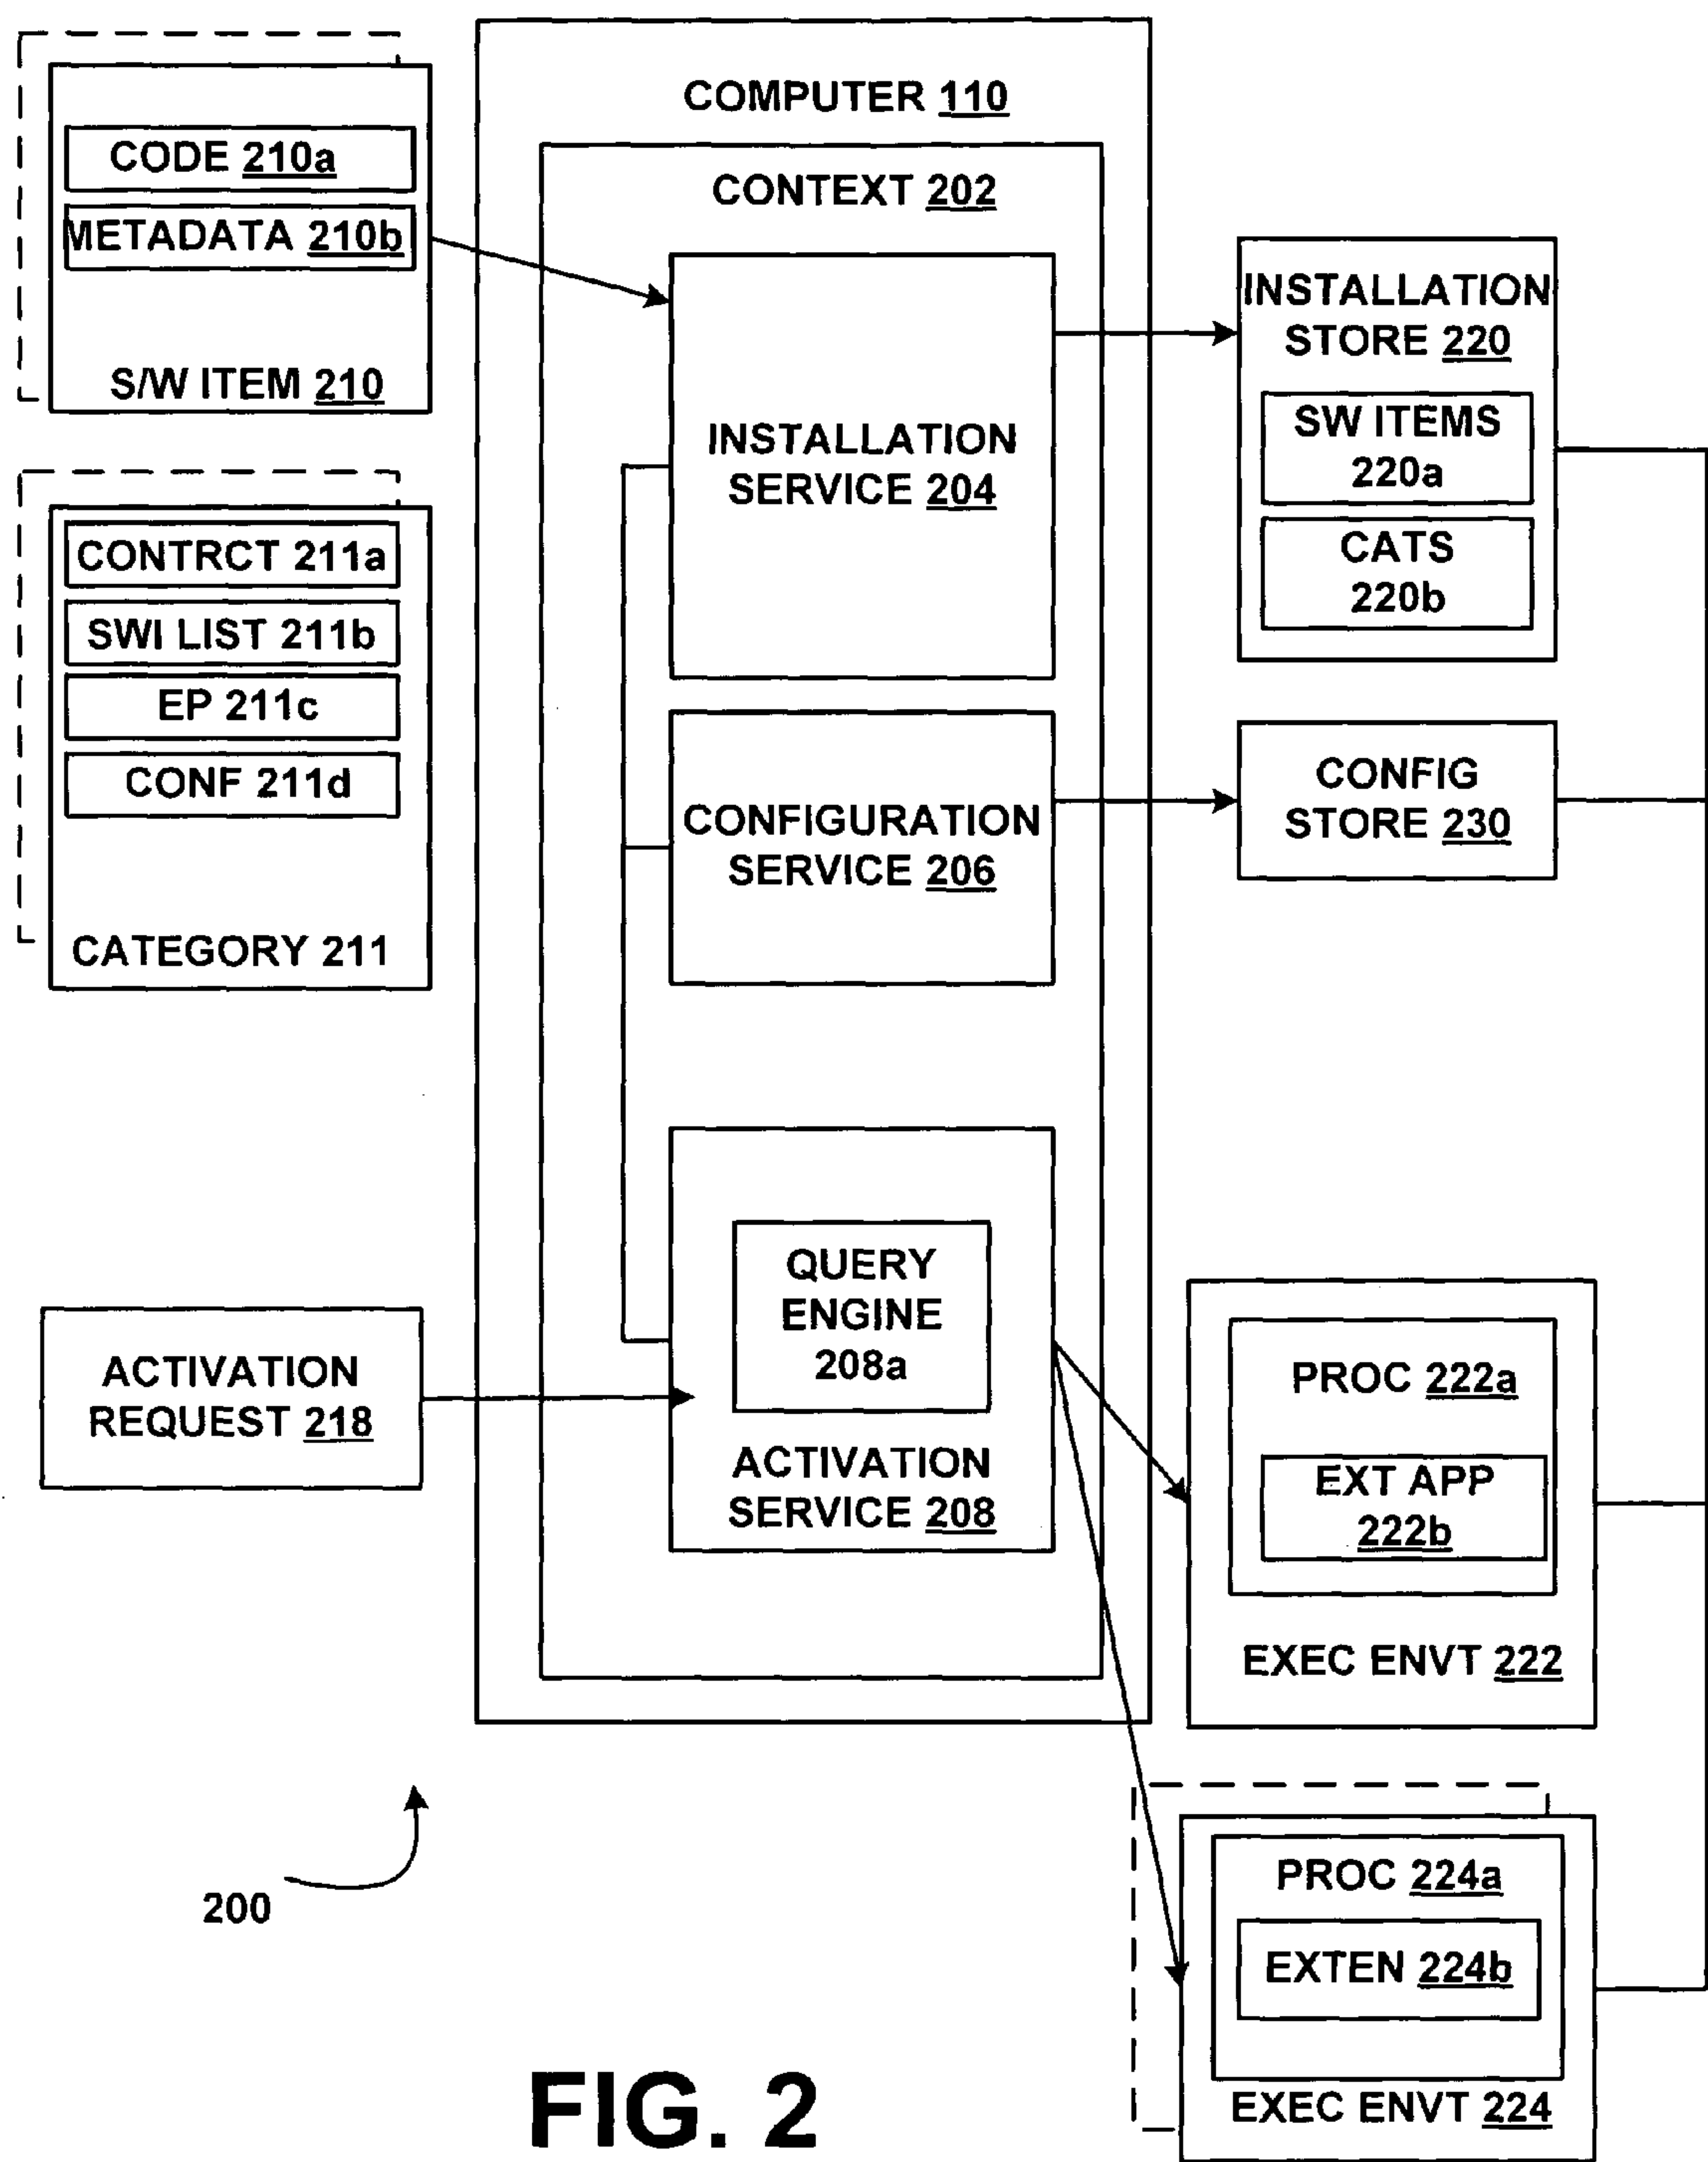 COMPUTER 110
CONTEXT 202
CODE 210a
METADATA 210b
S/W ITEM 210
CONTRCT 211a
SWI LIST 211b
EP 211c
CONF 211d
CATEGORY 211
INSTALLATION
SERVICE 204
CONFIGURATION
SERVICE 206
INSTALLATION
STORE 220
SW ITEMS
220a
CATS
220b
CONFIG
STORE 230
ACTIVATION
REQUEST 218
QUERY
ENGINE
208a
ACTIVATION
SERVICE 208
PROC 222a
EXT APP
222b
EXEC ENVT 222
PROC 224a
EXTEN 224b
EXEC ENVT 224
200
FIG. 2